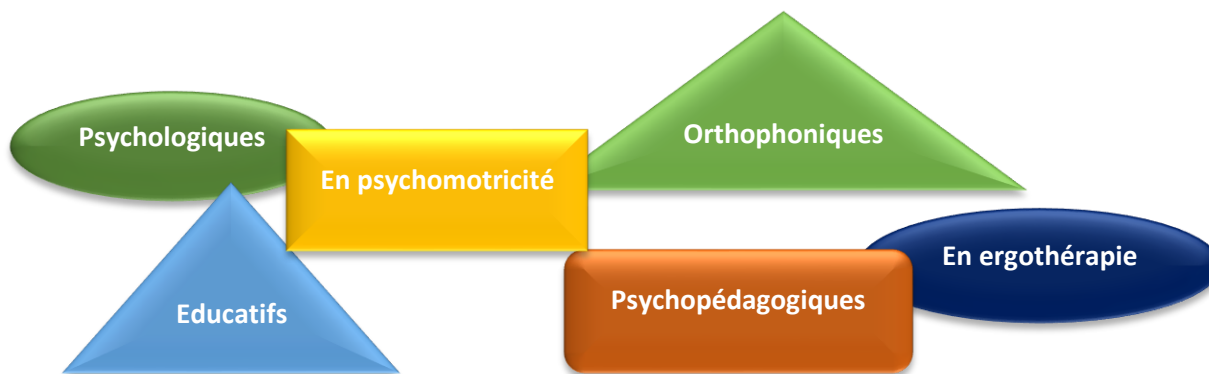 Psychologiques
Orthophoniques
En psychomotricité
En ergothérapie
Psychopédagogiques
Educatifs